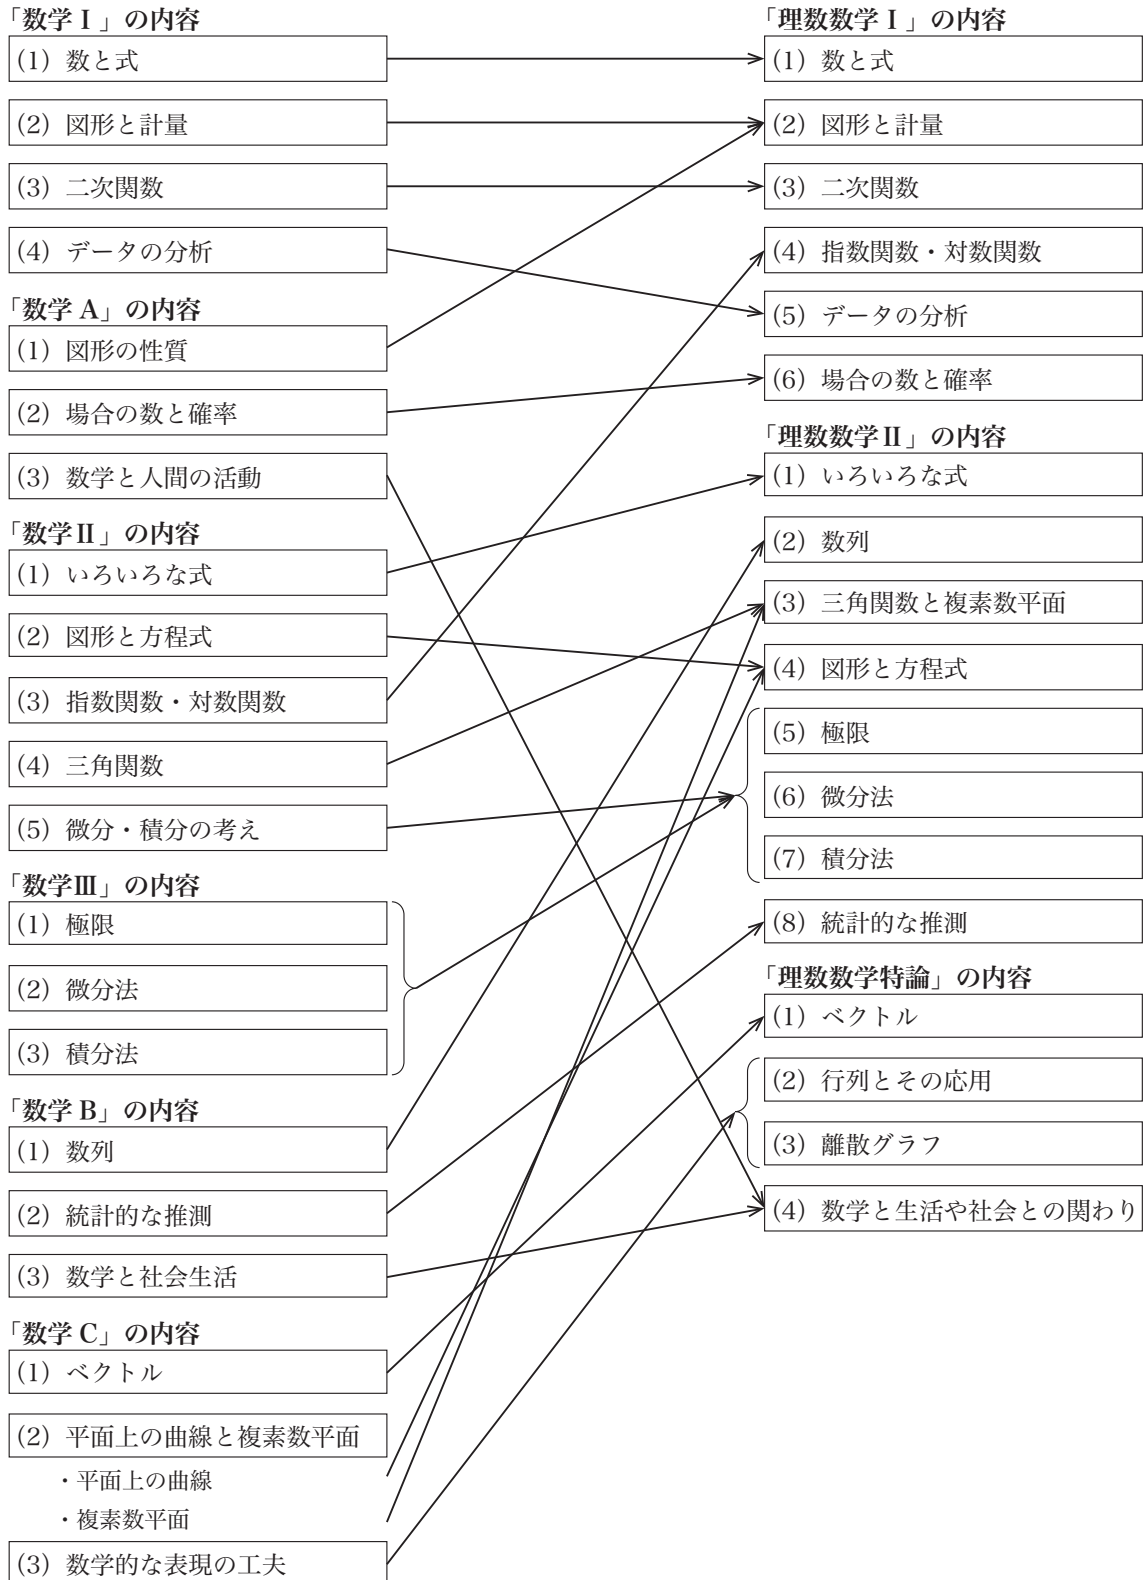 「数学Ⅰ」の内容
(1) 数と式
(2) 図形と計量
(3) 二次関数
(4) データの分析
「数学 A」の内容
(1) 図形の性質
(2) 場合の数と確率
(3) 数学と人間の活動
「数学Ⅱ」の内容
(1) いろいろな式
(2) 図形と方程式
(3) 指数関数・対数関数
(4) 三角関数
(5) 微分・積分の考え
「数学Ⅲ」の内容
(1) 極限
(2) 微分法
(3) 積分法
「数学 B」の内容
(1) 数列
(2) 統計的な推測
(3) 数学と社会生活
「数学 C」の内容
(1) ベクトル
(2) 平面上の曲線と複素数平面
・平面上の曲線
・複素数平面
(3) 数学的な表現の工夫
「理数数学Ⅰ」の内容
(1) 数と式
(2) 図形と計量
(3) 二次関数
(4) 指数関数・対数関数
(5) データの分析
(6) 場合の数と確率
「理数数学Ⅱ」の内容
(1) いろいろな式
(2) 数列
(3) 三角関数と複素数平面
(4) 図形と方程式
(5) 極限
(6) 微分法
(7) 積分法
(8) 統計的な推測
「理数数学特論」の内容
(1) ベクトル
(2) 行列とその応用
(3) 離散グラフ
(4) 数学と生活や社会との関わり